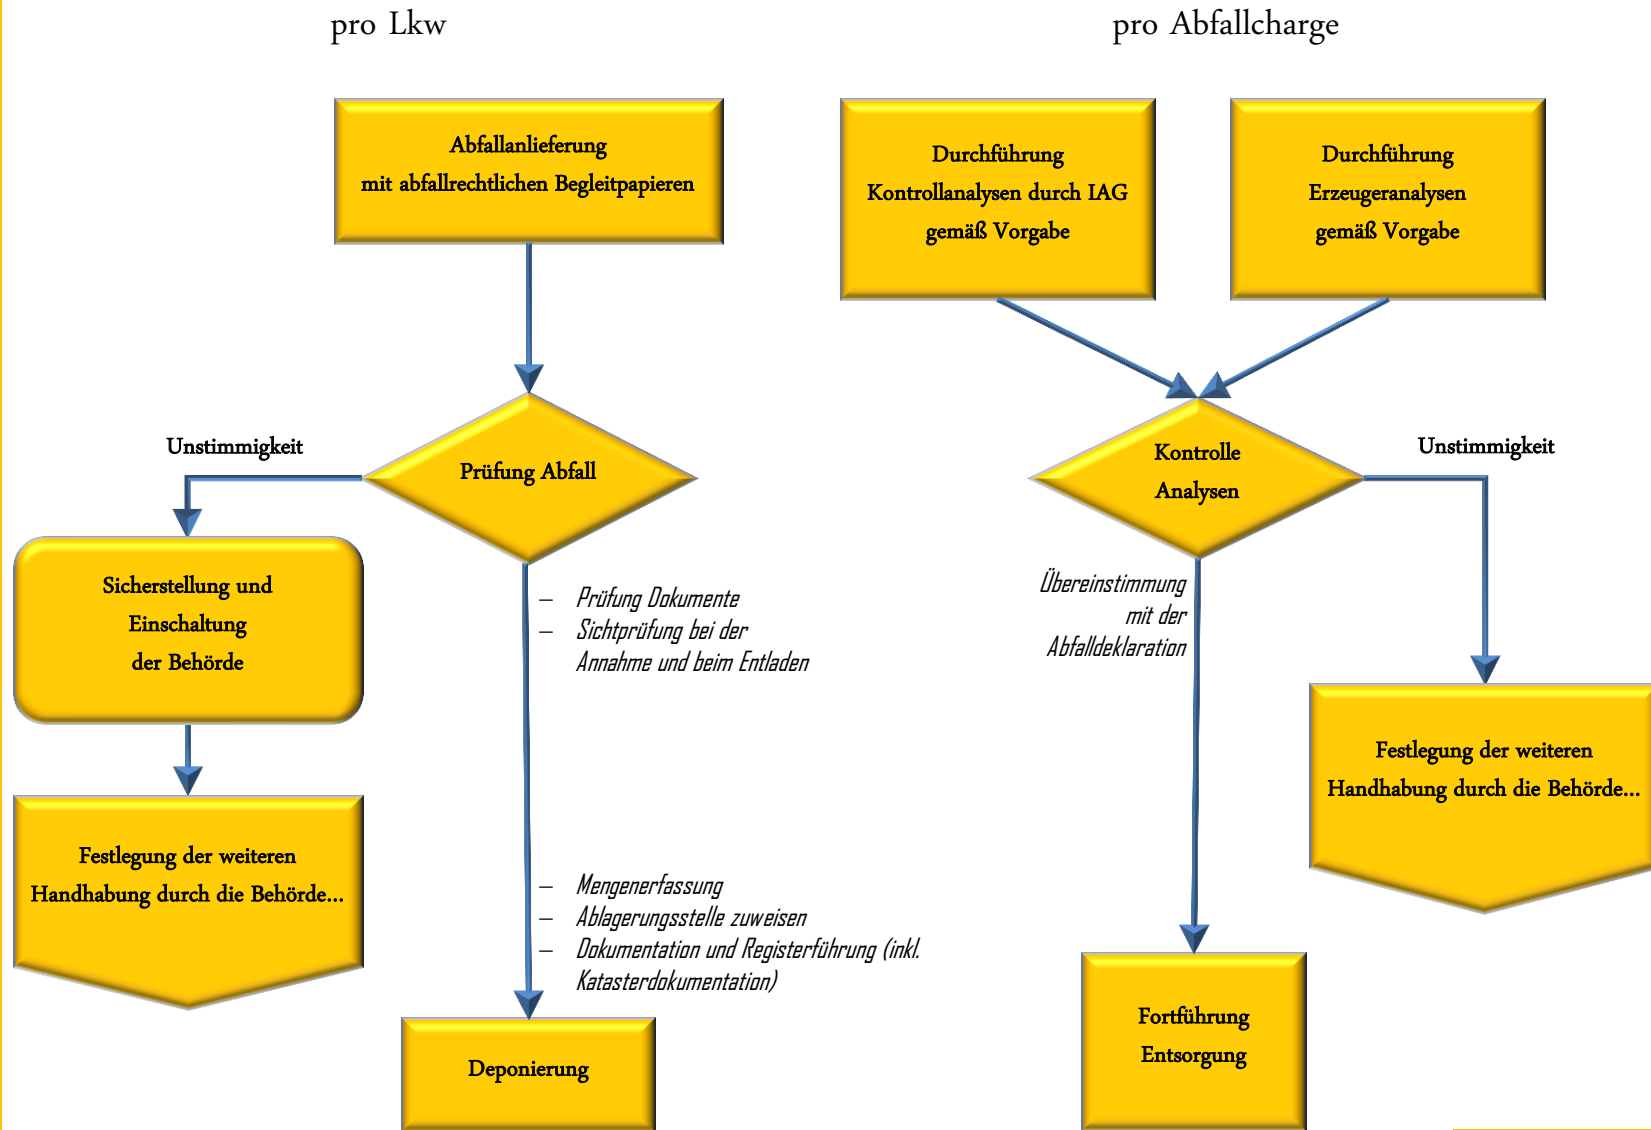 pro Lkw
pro Abfallcharge
Abfallanlieferung
mit abfallrechtlichen Begleitpapieren
Durchführung
Kontrollanalysen durch IAG
gemäß Vorgabe
Durchführung
Erzeugeranalysen
gemäß Vorgabe
Unstimmigkeit
Prüfung Abfall
Kontrolle
Analysen
Unstimmigkeit
Sicherstellung und
Einschaltung
der Behörde
– Prüfung Dokumente
– Sichtprüfung bei der
Annahme und beim Entladen
Übereinstimmung
mit der
Abfalldeklaration
Festlegung der weiteren
Handhabung durch die Behörde...
Festlegung der weiteren
Handhabung durch die Behörde...
– Mengenerfassung
– Ablagerungsstelle zuweisen
– Dokumentation und Registerführung (inkl.
Katasterdokumentation)
Deponierung
Fortführung
Entsorgung